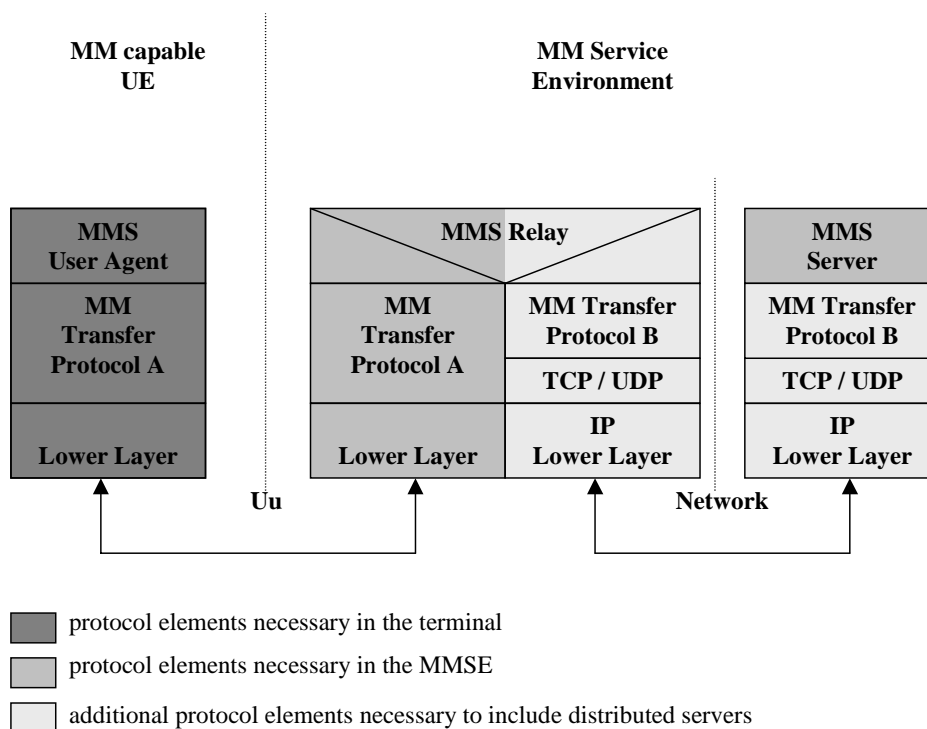 MM capable
UE
MM Service
Environment
MMS
User Agent
MM
Transfer
Protocol A
Lower Layer
MMS Relay
MM
Transfer
Protocol A
Lower Layer
MM Transfer
Protocol B
TCP / UDP
IP
Lower Layer
MMS
Server
MM Transfer
Protocol B
TCP / UDP
IP
Lower Layer
Uu
Network
protocol elements necessary in the terminal
protocol elements necessary in the MMSE
additional protocol elements necessary to include distributed servers